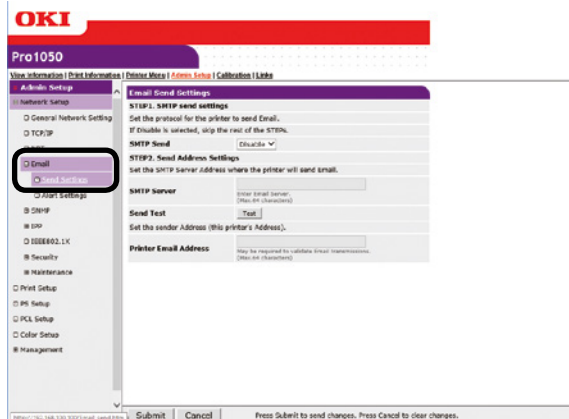 OKI
Pro1050
View Information | Print Information | Printer Menu | Admin Setup | Calibration | Links
Admin Setup
Network Setup
General Network Setting
TCP/IP
Email
Send Settings
Alert Settings
SNMP
IPP
IEEE802.1X
Security
Maintenance
Print Setup
PS Setup
PCL Setup
Color Setup
Management
Email Send Settings
STEP1. SMTP send settings
Set the protocol for the printer to send Email.
If Disable is selected, skip the rest of the STEPs.
SMTP Send Disable
STEP2. Send Address Settings
Set the SMTP Server Address where the printer will send Email.
SMTP Server
Enter Email Server.
(Max 64 characters)
Send Test Test
Set the sender Address (this printer's Address).
Printer Email Address
May be required to validate Email transmissions.
(Max 64 characters)
Submit Cancel Press Submit to send changes. Press Cancel to clear changes.